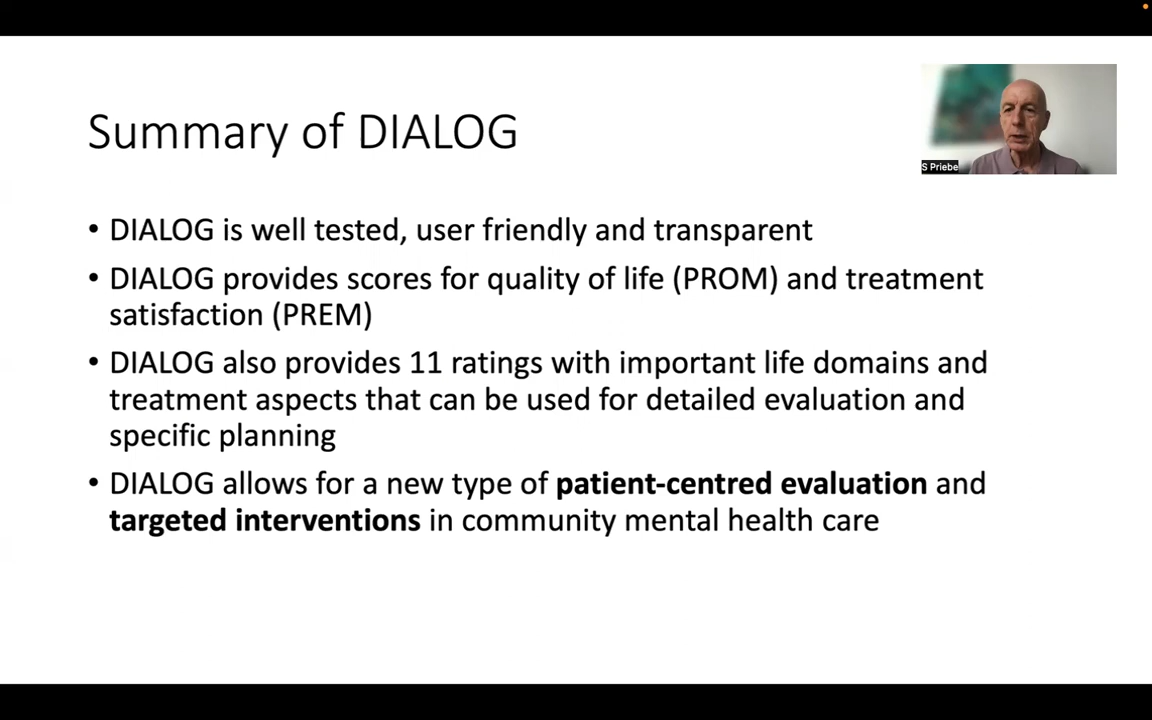 Summary of DIALOG
S Priebe
• DIALOG is well tested, user friendly and transparent
• DIALOG provides scores for quality of life (PROM) and treatment
satisfaction (PREM)
• DIALOG also provides 11 ratings with important life domains and
treatment aspects that can be used for detailed evaluation and
specific planning
• DIALOG allows for a new type of patient-centred evaluation and
targeted interventions in community mental health care